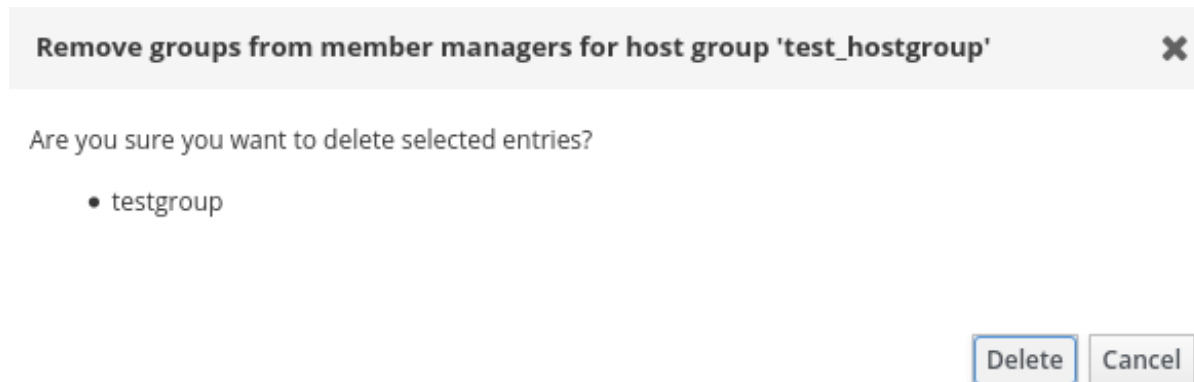 Remove groups from member managers for host group 'test_hostgroup'
Are you sure you want to delete selected entries?
• testgroup
Delete Cancel